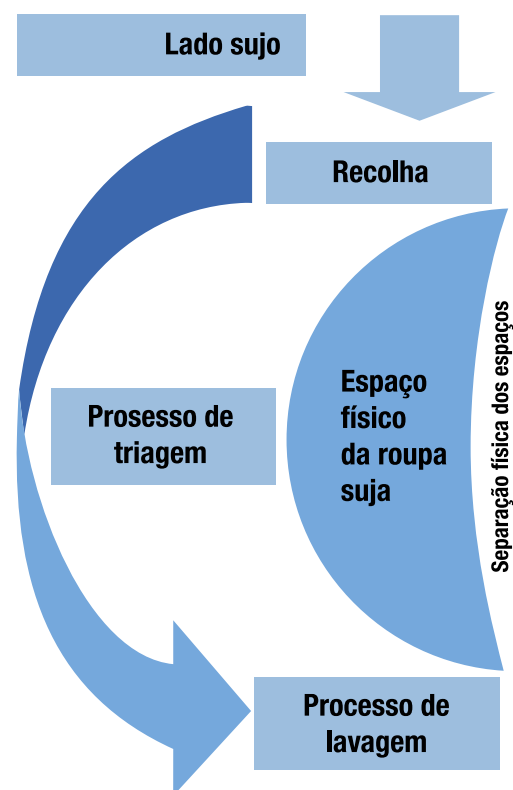 Lado sujo
Recolha
Prosesso de
triagem
Espaço
físico
da roupa
suja
Separação física dos espaços
Processo de
lavagem